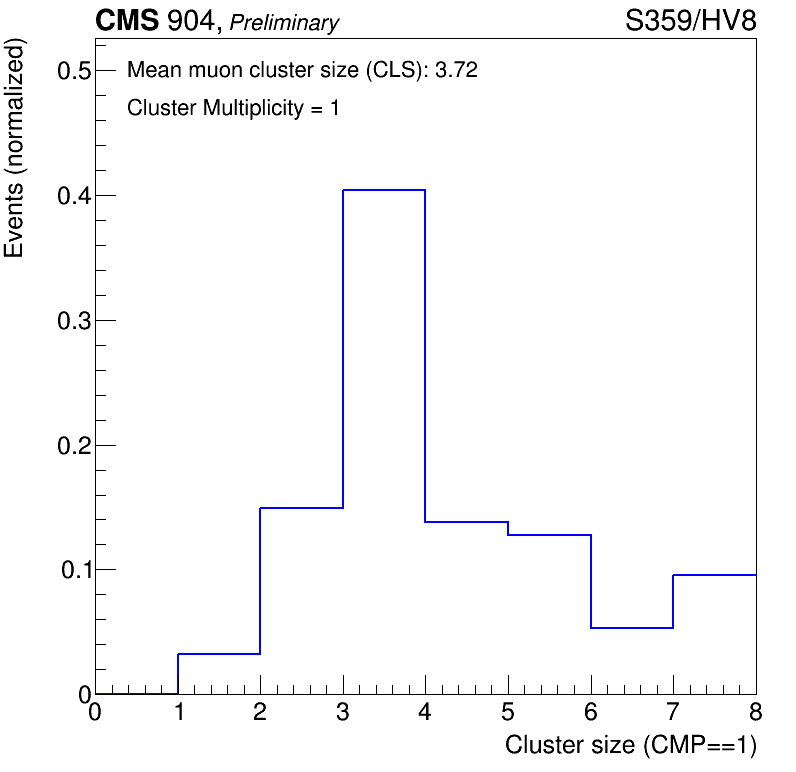 CMS 904, Preliminary
S359/HV8
Events (normalized)
Mean muon cluster size (CLS): 3.72
Cluster Multiplicity = 1
0.5
0.4
0.3
0.2
0.1
0
0 1 2 3 4 5 6 7 8
Cluster size (CMP==1)